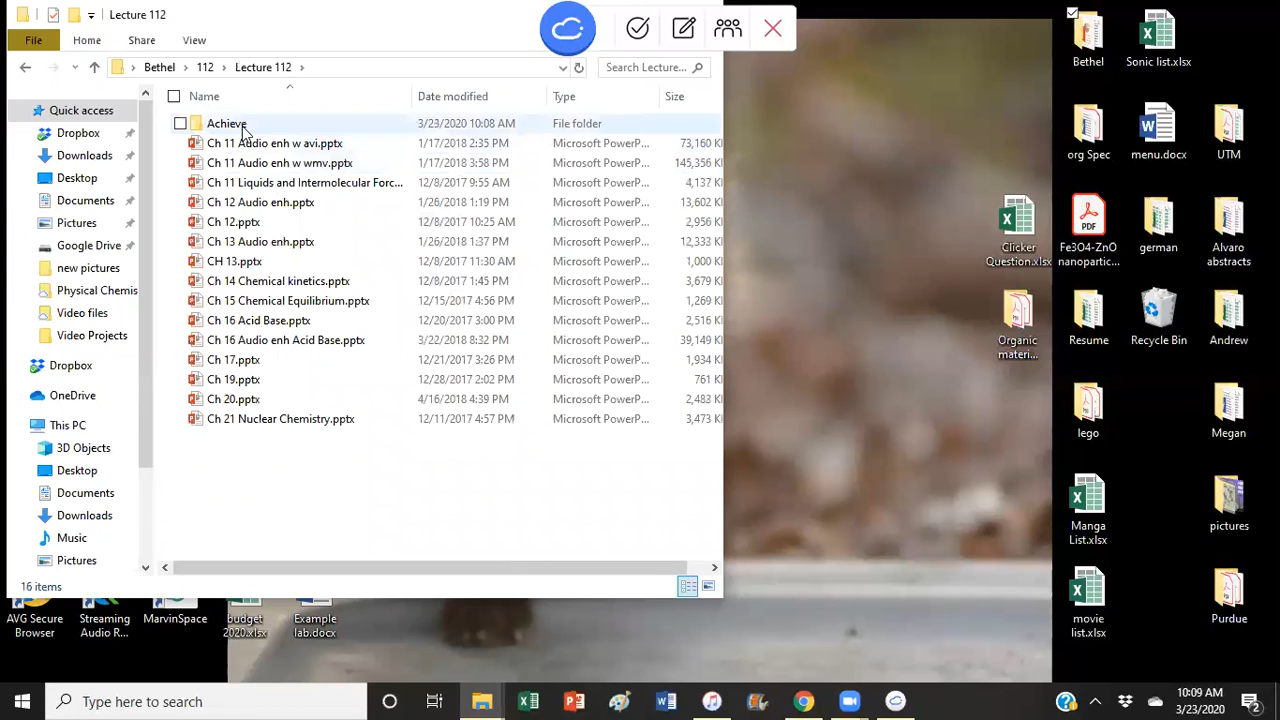 Lecture 112
File Home Share View
Bethel 112 Lecture 112 Search Lecture...
Name Date modified Type Size
Achieve 3/23/2020 10:08 AM File folder
Ch 11 Audio enh w avi.pptx 1/17/2018 2:35 PM Microsoft PowerP... 73,160 K
Ch 11 Audio enh w wmv.pptx 1/17/2018 3:58 PM Microsoft PowerP... 145,356 K
Ch 11 Liquids and Intermolecular Forc... 12/8/2017 9:55 AM Microsoft PowerP... 4,137 K
Ch 12 Audio enh.pptx 1/26/2018 1:19 PM Microsoft PowerP... 13,602 K
Ch 12.pptx 12/8/2017 10:25 AM Microsoft PowerP... 2,956 K
Ch 13 Audio enh.pptx 1/26/2018 1:37 PM Microsoft PowerP... 12,333 K
CH 13.pptx 12/8/2017 11:30 AM Microsoft PowerP... 1,000 K
Ch 14 Chemical kinetics.pptx 12/8/2017 1:45 PM Microsoft PowerP... 3,679 K
Ch 15 Chemical Equilibrium.pptx 12/15/2017 4:56 PM Microsoft PowerP... 1,269 K
Ch 16 Acid Base.pptx 12/20/2017 3:00 PM Microsoft PowerP... 2,516 K
Ch 16 Audio enh Acid Base.pptx 3/22/2018 8:32 PM Microsoft PowerP... 39,149 K
Ch 17.pptx 12/21/2017 3:26 PM Microsoft PowerP... 1,934 K
Ch 19.pptx 12/28/2017 2:02 PM Microsoft PowerP... 761 K
Ch 20.pptx 4/16/2018 4:39 PM Microsoft PowerP... 2,483 K
Ch 21 Nuclear Chemistry.pptx 12/11/2017 4:57 PM Microsoft PowerP... 3,473 K
Quick access
Dropbox
Downloads
Desktop
Documents
Pictures
Google Drive
new pictures
Physical Chemis
Video files
Video Projects
Dropbox
OneDrive
This PC
3D Objects
Desktop
Documents
Downloads
Music
Pictures
16 items
Bethel
Sonic list.xlsx
org Spec
menu.docx
UTM
Clicker
Question.xlsx
PDF
Fe3O4-ZnO
nanopartic...
german
Alvaro
abstracts
Organic
materi...
Resume
Recycle Bin
Andrew
lego
Megan
Manga
List.xlsx
pictures
movie
list.xlsx
Purdue
AVG Secure
Browser
Streaming
Audio R...
MarvinSpace
budget
2020.xlsx
Example
lab.docx
Type here to search
10:09 AM
3/23/2020
2